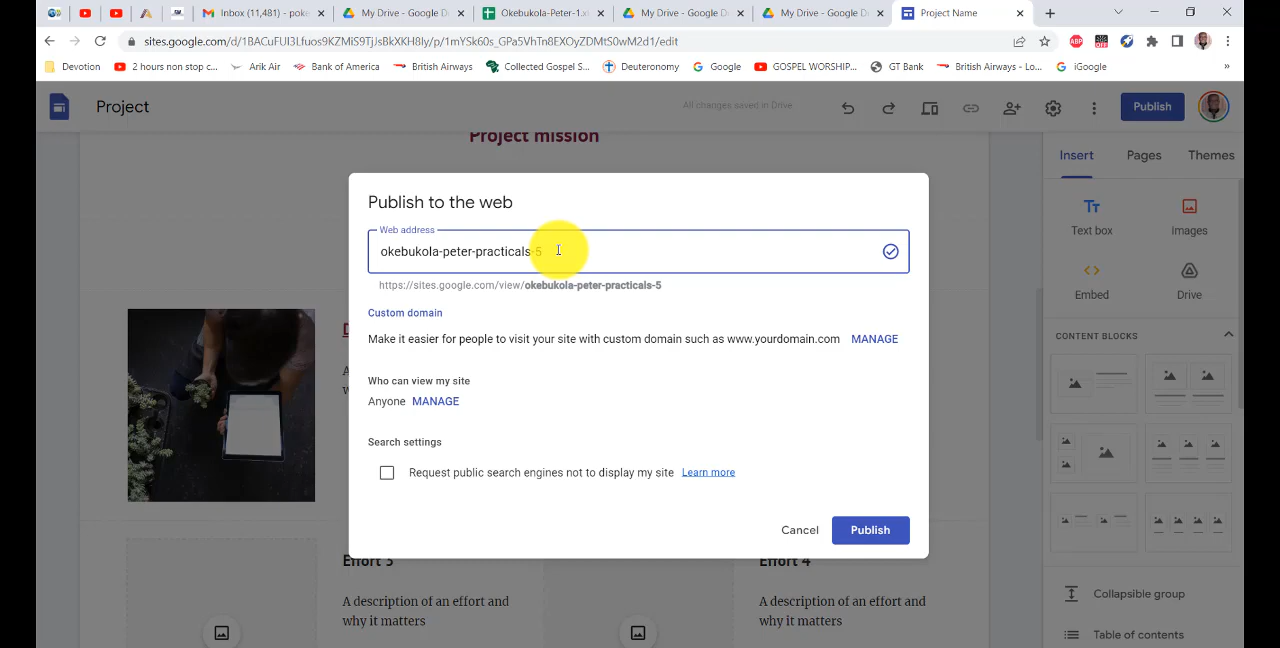 Inbox (11,481) - poke
My Drive - Google D
Okebukola-Peter-1.x
My Drive - Google D
My Drive - Google D
Project Name
sites.google.com/d/1BACuFUI3Lfuos9KZMiS9TjJsBkXKH8Iy/p/1mYSk60s_GPa5VhTn8EXOyZDMtS0wM2d1/edit
ABP
OFF
Devotion
2 hours non stop c...
Arik Air
Bank of America
British Airways
Collected Gospel S...
Deuteronomy
Google
GOSPEL WORSHIP...
GT Bank
British Airways - Lo...
iGoogle
»
Project
All changes saved in Drive
Publish
Project mission
Insert
Pages
Themes
Publish to the web
Web address
okebukola-peter-practicals-5
https://sites.google.com/view/okebukola-peter-practicals-5
Custom domain
Make it easier for people to visit your site with custom domain such as www.yourdomain.com MANAGE
Who can view my site
Anyone MANAGE
Search settings
Request public search engines not to display my site Learn more
Cancel
Publish
Text box
Images
Embed
Drive
CONTENT BLOCKS
Effort 3
Effort 4
A description of an effort and
why it matters
A description of an effort and
why it matters
Collapsible group
Table of contents